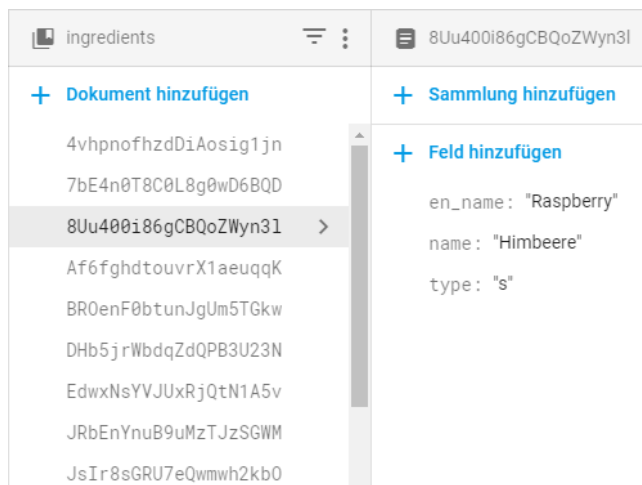 ingredients
8Uu400i86gCBQoZWyn3l
Dokument hinzufügen
Sammlung hinzufügen
4vhpnofhzdDiAosig1jn
7bE4n0T8C0L8g0wD6BQD
8Uu400i86gCBQoZWyn3l
Af6fghdtouvrX1aeuqqK
BROenF0btunJgUm5TGkw
DHb5jrWbdqZdQPB3U23N
EdwxNsYVJUxRjQtN1A5v
JRbEnYnuB9uMzTJzSGWM
JsIr8sGRU7eQwmwh2kbO
Feld hinzufügen
en_name: "Raspberry"
name: "Himbeere"
type: "s"